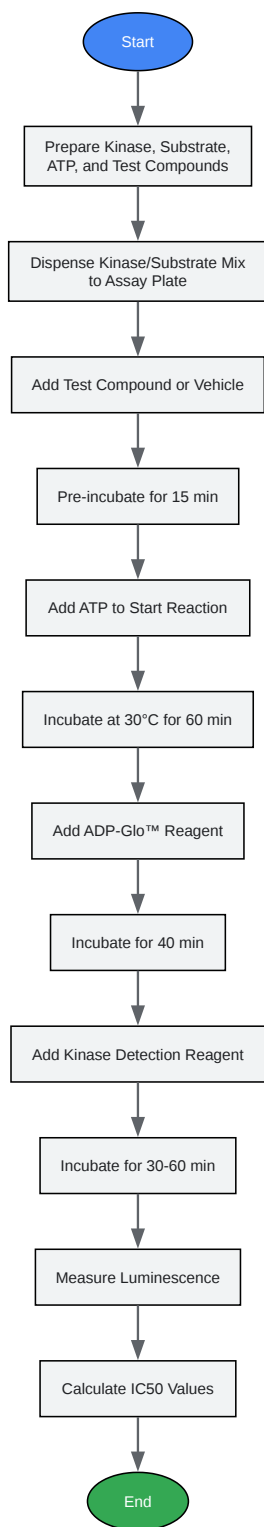 Start
Prepare Kinase, Substrate,
ATP, and Test Compounds
Dispense Kinase/Substrate Mix
to Assay Plate
Add Test Compound or Vehicle
Pre-incubate for 15 min
Add ATP to Start Reaction
Incubate at 30°C for 60 min
Add ADP-Glo™ Reagent
Incubate for 40 min
Add Kinase Detection Reagent
Incubate for 30-60 min
Measure Luminescence
Calculate IC50 Values
End